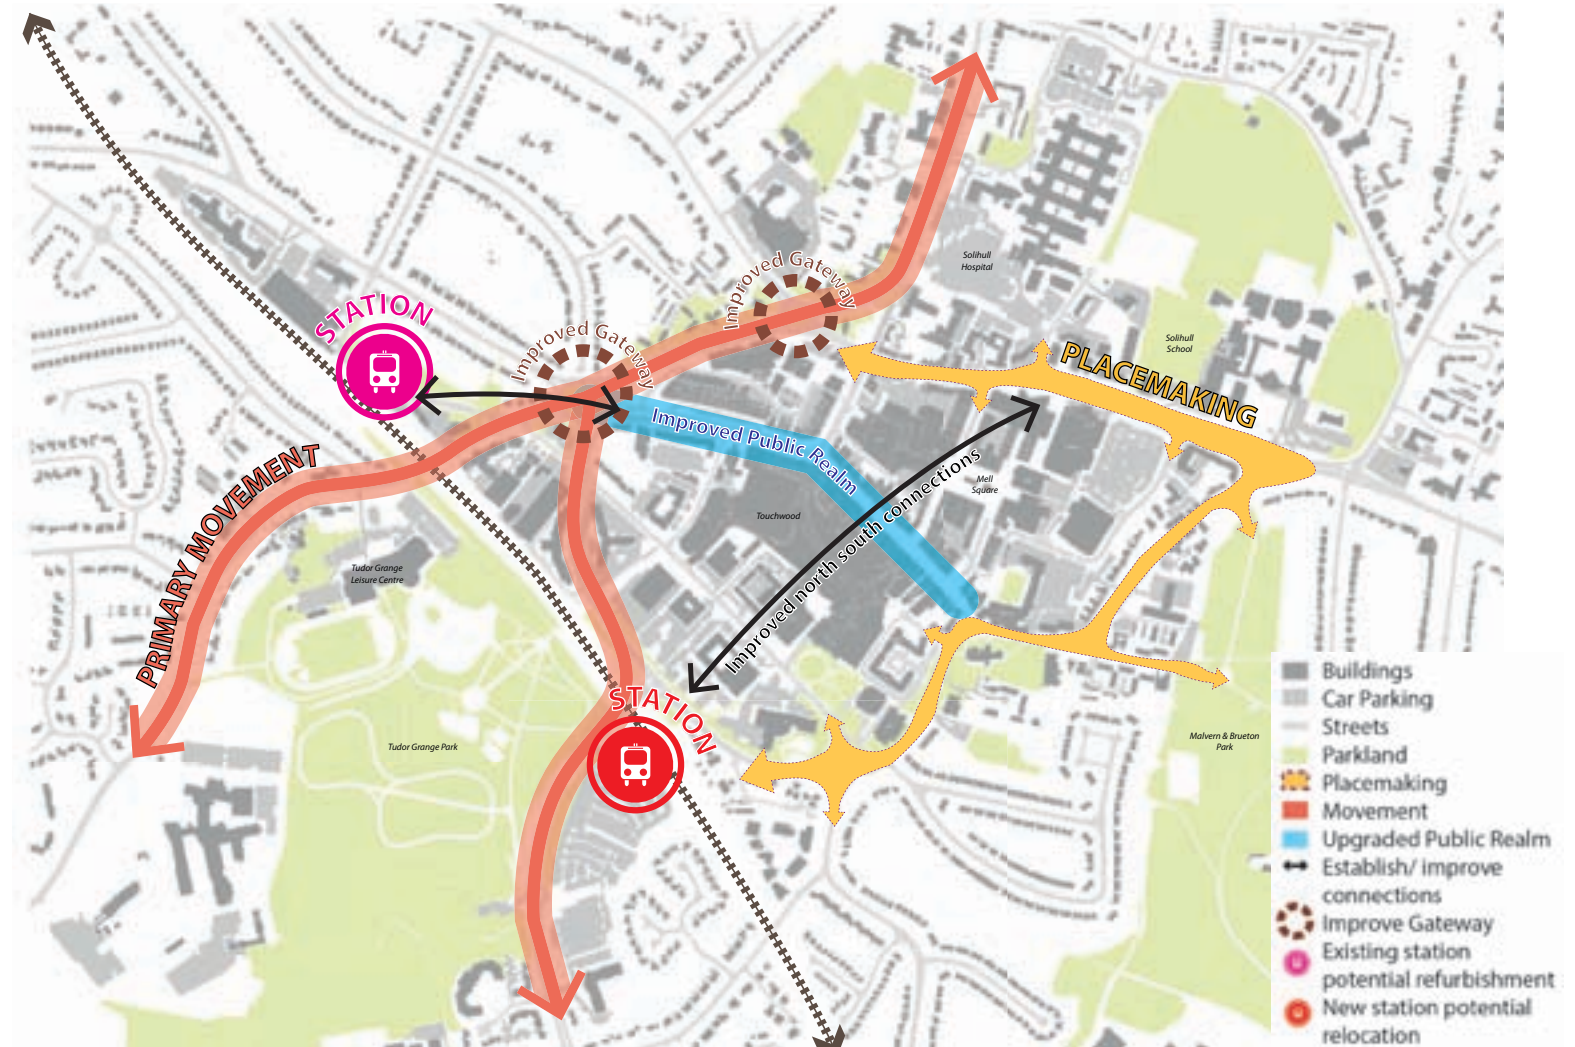 Solihull
Hospital
Improved Gateway
STATION
Improved Gateway
Solihull
School
PLACEMAKING
Improved Public Realm
PRIMARY MOVEMENT
Improved north south connections
Mell
Square
Touchwood
Tudor Grange
Leisure Centre
STATION
Tudor Grange Park
Malvern & Brueton
Park
Buildings
Car Parking
Streets
Parkland
Placemaking
Movement
Upgraded Public Realm
Establish/ improve
connections
Improve Gateway
Existing station
potential refurbishment
New station potential
relocation